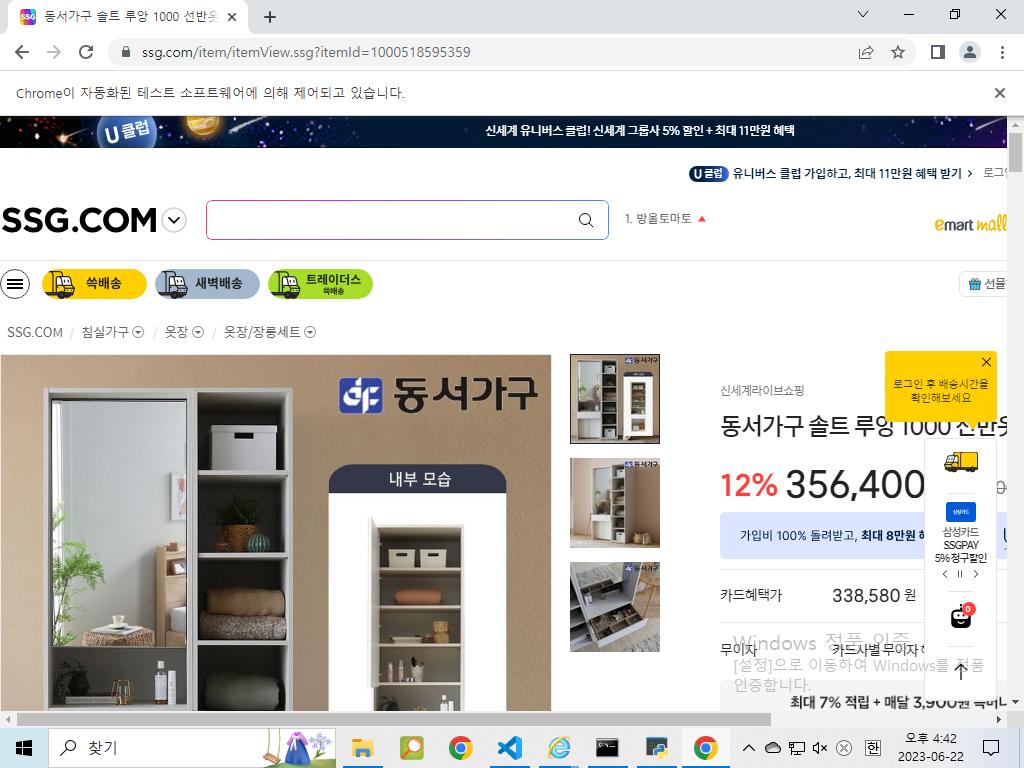 동서가구 솔트 루앙 1000 선반옷
ssg.com/item/itemView.ssg?itemId=1000518595359
Chrome이 자동화된 테스트 소프트웨어에 의해 제어되고 있습니다.
U클럽
신세계 유니버스 클럽! 신세계 그룹사 5% 할인 + 최대 11만원 혜택
U 클럽 유니버스 클럽 가입하고, 최대 11만원 혜택 받기 >
SSG.COM
1. 방울토마토
emart mall
쓱배송
새벽배송
트레이더스
쓱배송
선물
SSG.COM / 침실가구 / 옷장 / 옷장/장롱세트
동서가구
내부 모습
신세계라이브쇼핑
동서가구 솔트 루앙 1000 선반옷
12% 356,400
가입비 100% 돌려받고, 최대 8만원
카드혜택가 338,580 원
무이자 카드사별 무이자
최대 7% 적립 + 매달 3,900원
로그인 후 배송시간을
확인해보세요
삼성카드
삼성카드
SSGPAY
5% 청구할인
0
Windows 정품 인증
[설정]으로 이동하여 Windows를 정품
인증합니다.
찾기
한
오후 4:42
2023-06-22